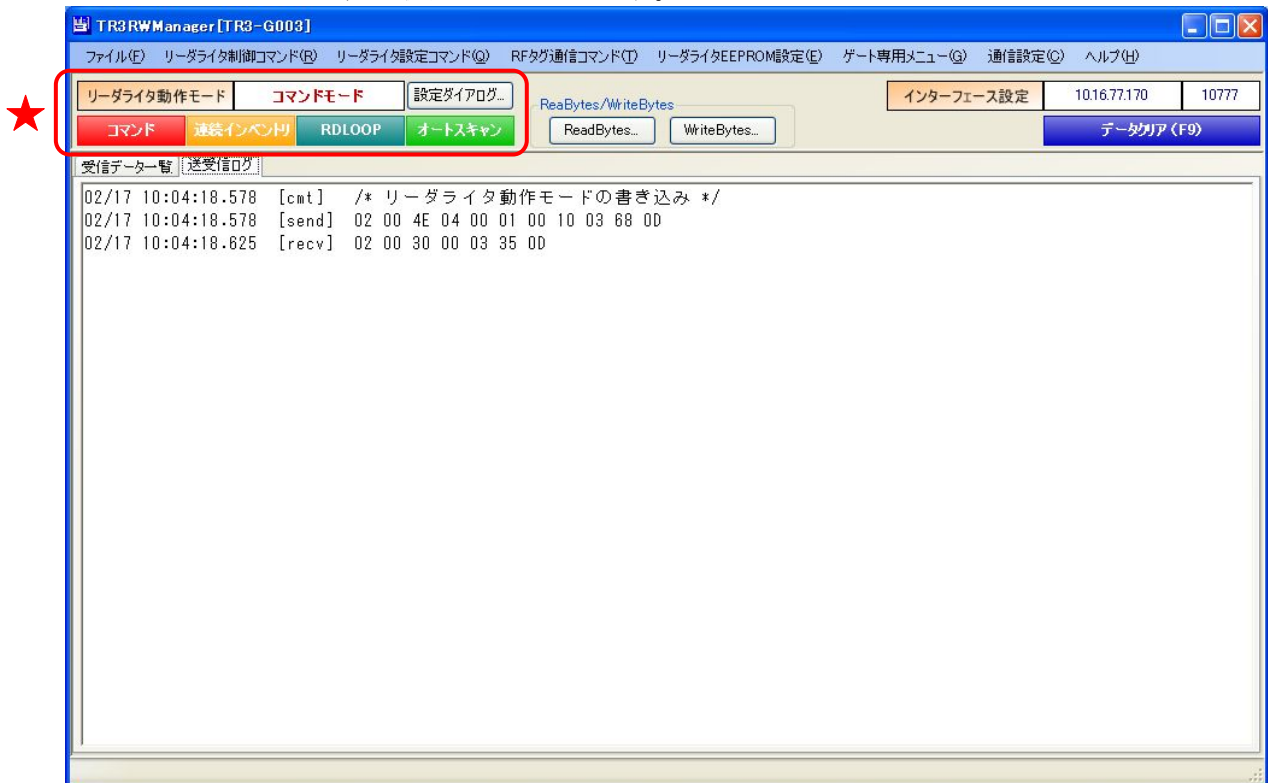 TR3RWManager[TR3-G003]
ファイル(F) リーダライタ制御コマンド(R) リーダライタ設定コマンド(Q) RFタグ通信コマンド(T) リーダライタEEPROM設定(E) ゲート専用メニュー(G) 通信設定(C) ヘルプ(H)
リーダライタ動作モード コマンドモード 設定ダイアログ... ReaBytes/WriteBytes インターフェース設定 10.16.77.170 10777
コマンド 連続インベントリ RDLOOP オートスキャン ReadBytes... WriteBytes... データクリア(F9)
受信データ一覧 送受信ログ
02/17 10:04:18.578 [cmt] /* リーダライタ動作モードの書き込み */
02/17 10:04:18.578 [send] 02 00 4E 04 00 01 00 10 03 68 0D
02/17 10:04:18.625 [recv] 02 00 30 00 03 35 0D